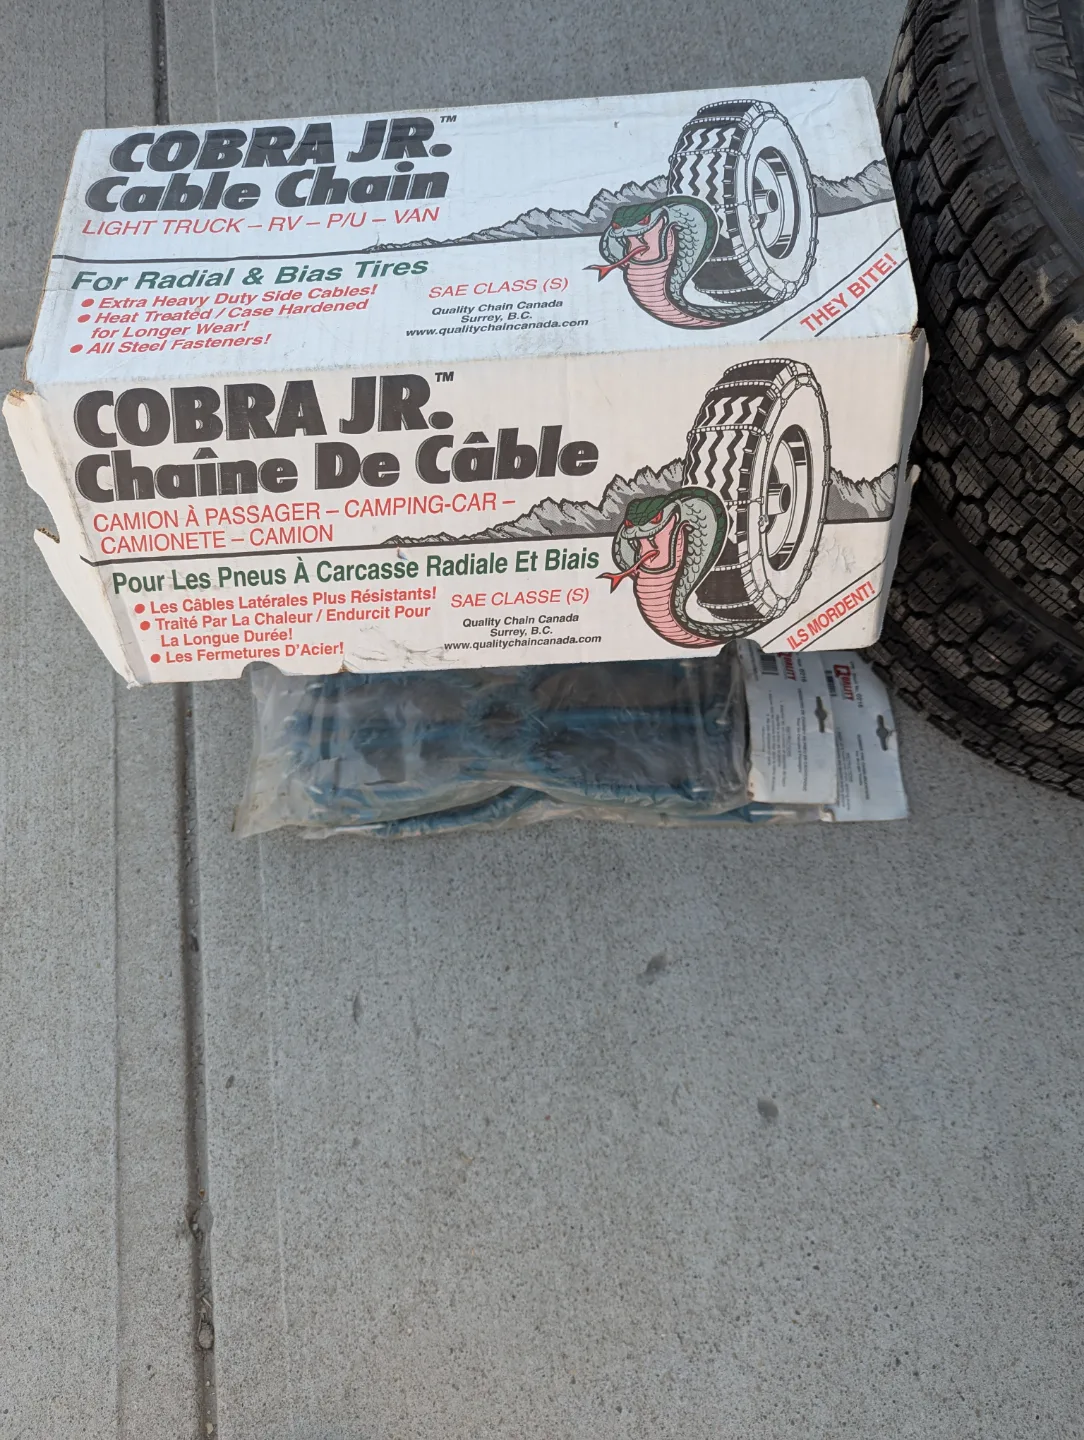 COBRA JR.™
Cable Chain
LIGHT TRUCK – RV – P/U – VAN
For Radial & Bias Tires
● Extra Heavy Duty Side Cables!
● Heat Treated / Case Hardened
for Longer Wear!
● All Steel Fasteners!
SAE CLASS (S)
Quality Chain Canada
Surrey, B.C.
www.qualitychaincanada.com
THEY BITE!
COBRA JR.™
Chaîne De Câble
CAMION À PASSAGER – CAMPING-CAR –
CAMIONETE – CAMION
Pour Les Pneus À Carcasse Radiale Et Biais
● Les Câbles Latérales Plus Résistants!
● Traité Par La Chaleur / Endurcit Pour
La Longue Durée!
● Les Fermetures D'Acier!
SAE CLASSE (S)
Quality Chain Canada
Surrey, B.C.
www.qualitychaincanada.com
ILS MORDENT!
QUALITY
QUALITY